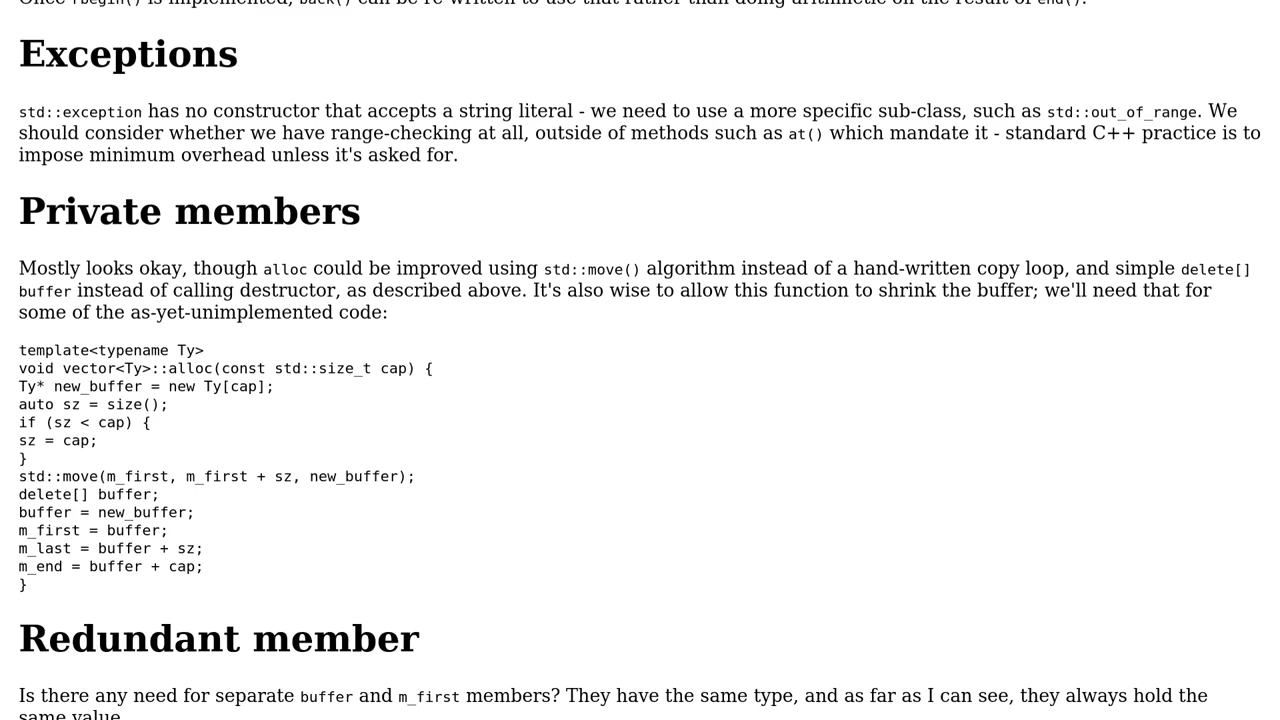 Once rbegin() is implemented, back() can be re-written to use that rather than doing arithmetic on the result of end().
Exceptions
std::exception has no constructor that accepts a string literal - we need to use a more specific sub-class, such as std::out_of_range. We
should consider whether we have range-checking at all, outside of methods such as at() which mandate it - standard C++ practice is to
impose minimum overhead unless it's asked for.
Private members
Mostly looks okay, though alloc could be improved using std::move() algorithm instead of a hand-written copy loop, and simple delete[]
buffer instead of calling destructor, as described above. It's also wise to allow this function to shrink the buffer; we'll need that for
some of the as-yet-unimplemented code:
template<typename Ty>
void vector<Ty>::alloc(const std::size_t cap) {
Ty* new_buffer = new Ty[cap];
auto sz = size();
if (sz < cap) {
sz = cap;
}
std::move(m_first, m_first + sz, new_buffer);
delete[] buffer;
buffer = new_buffer;
m_first = buffer;
m_last = buffer + sz;
m_end = buffer + cap;
}
Redundant member
Is there any need for separate buffer and m_first members? They have the same type, and as far as I can see, they always hold the
same value.